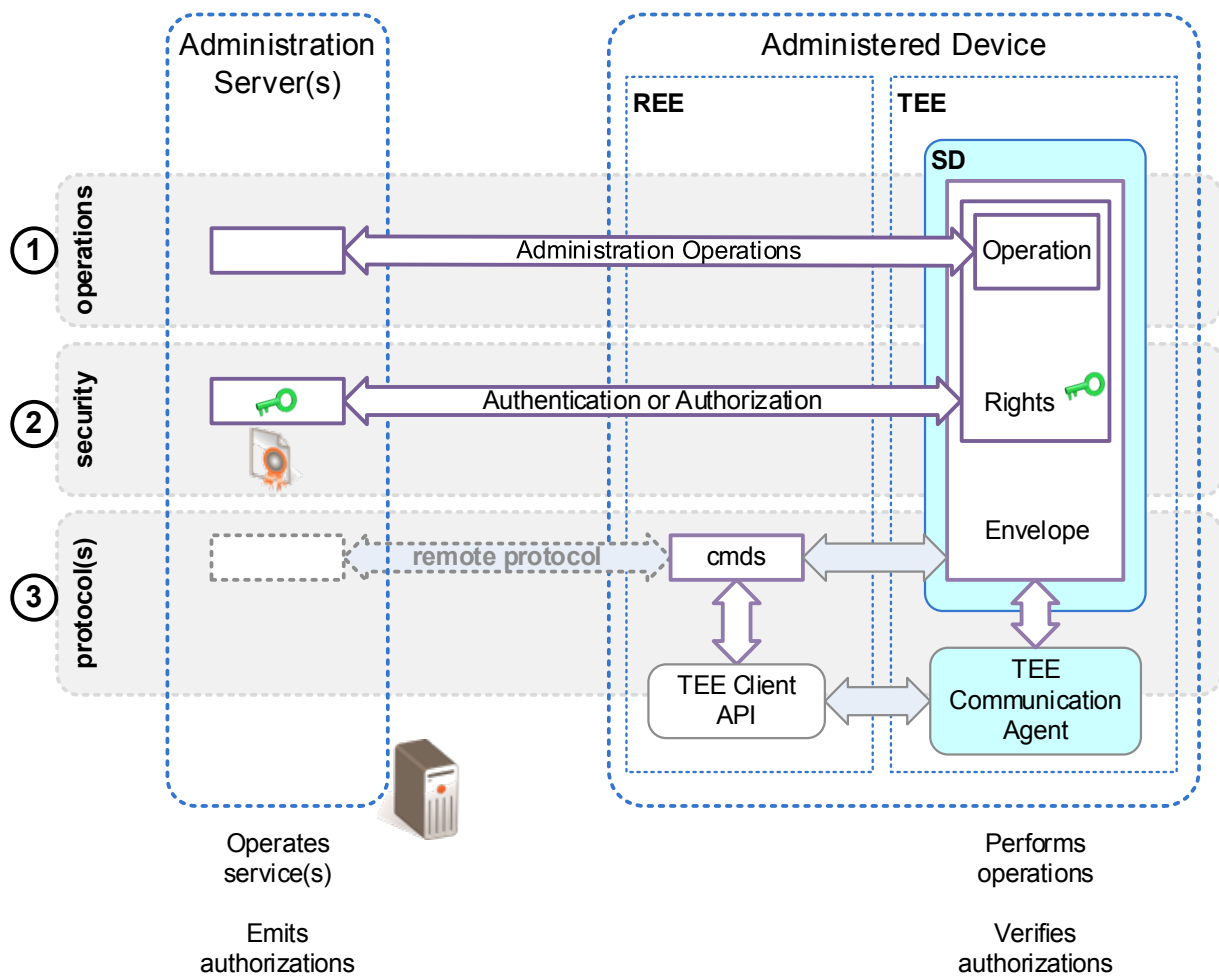 Administration
Server(s)
Administered Device
REE
TEE
SD
1
operations
Administration Operations
Operation
2
security
Authentication or Authorization
Rights
3
protocol(s)
remote protocol
cmds
Envelope
TEE Client
API
TEE
Communication
Agent
Operates
service(s)
Performs
operations
Emits
authorizations
Verifies
authorizations